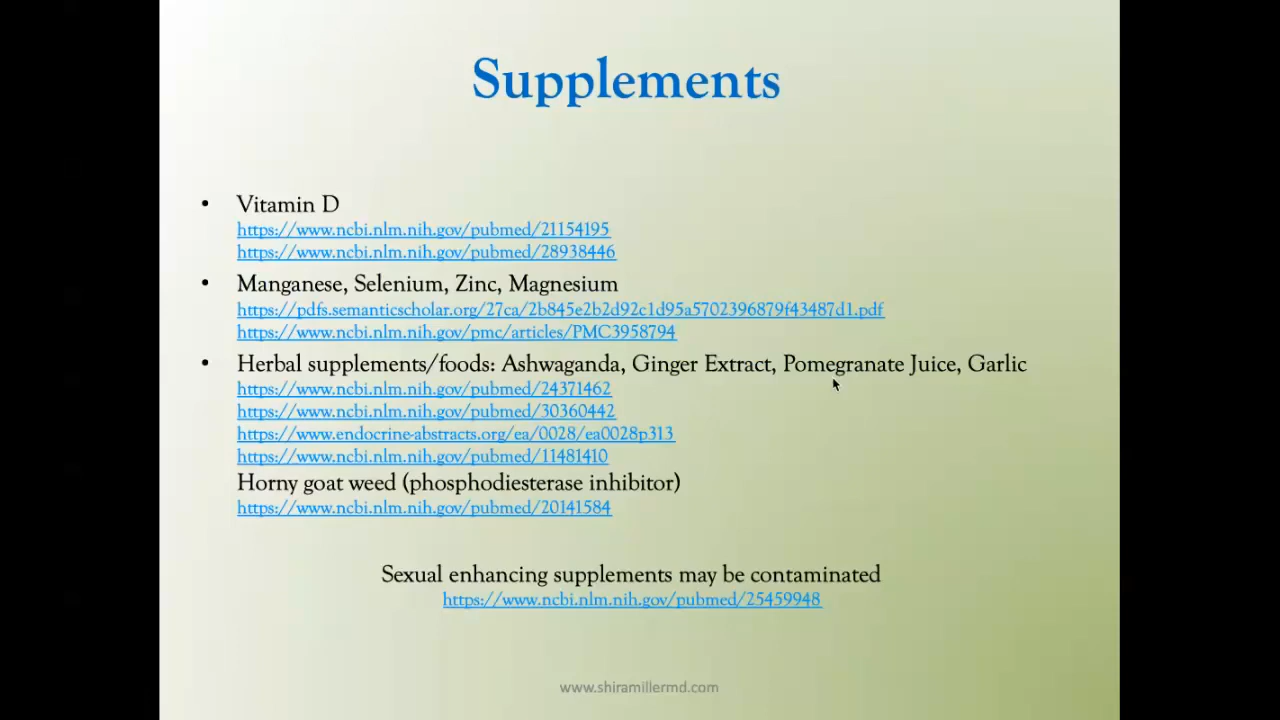 Supplements
• Vitamin D
https://www.ncbi.nlm.nih.gov/pubmed/21154195
https://www.ncbi.nlm.nih.gov/pubmed/28938446
• Manganese, Selenium, Zinc, Magnesium
https://pdfs.semanticscholar.org/27ca/2b845e2b2d92c1d95a5702396879f43487d1.pdf
https://www.ncbi.nlm.nih.gov/pmc/articles/PMC3958794
• Herbal supplements/foods: Ashwaganda, Ginger Extract, Pomegranate Juice, Garlic
https://www.ncbi.nlm.nih.gov/pubmed/24371462
https://www.ncbi.nlm.nih.gov/pubmed/30360442
https://www.endocrine-abstracts.org/ea/0028/ea0028p313
https://www.ncbi.nlm.nih.gov/pubmed/11481410
Horny goat weed (phosphodiesterase inhibitor)
https://www.ncbi.nlm.nih.gov/pubmed/20141584
Sexual enhancing supplements may be contaminated
https://www.ncbi.nlm.nih.gov/pubmed/25459948
www.shiramillermd.com